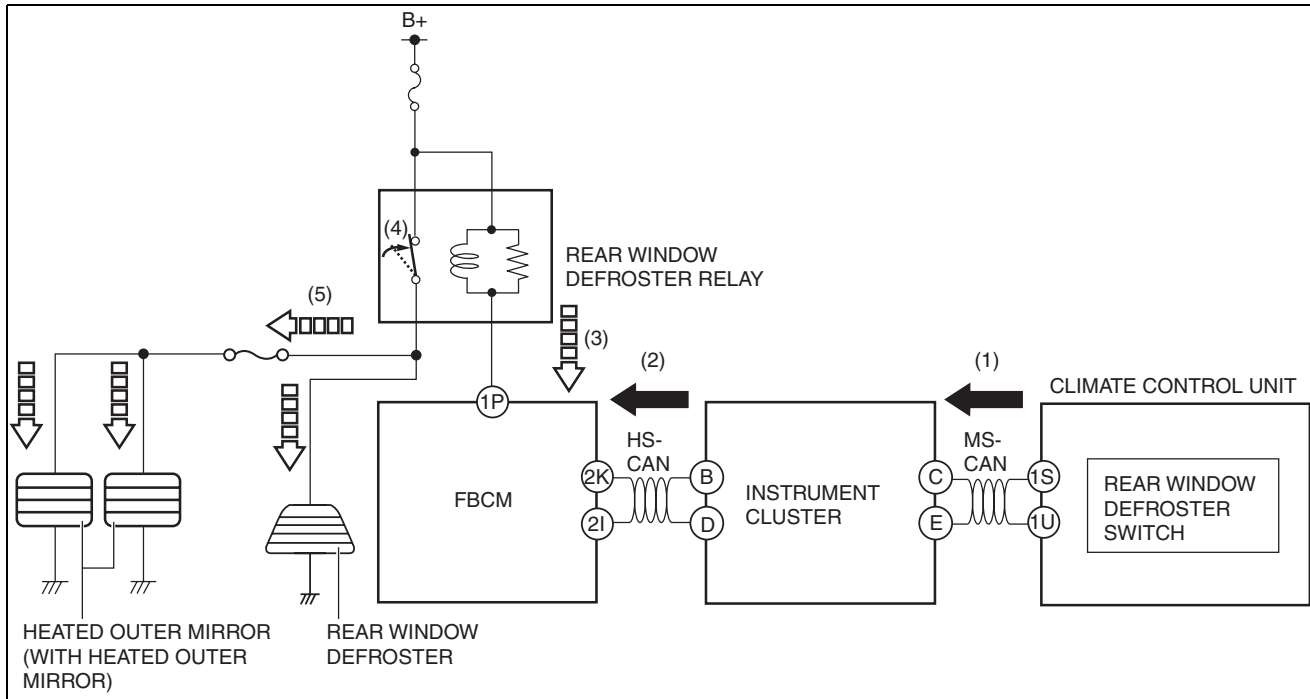 B+
(4)
REAR WINDOW
DEFROSTER RELAY
(5)
(3)
(2)
(1)
CLIMATE CONTROL UNIT
1P
HS-
CAN
MS-
CAN
2K
B
C
1S
FBCM
INSTRUMENT
CLUSTER
REAR WINDOW
DEFROSTER
SWITCH
2I
D
E
1U
HEATED OUTER MIRROR
(WITH HEATED OUTER
MIRROR)
REAR WINDOW
DEFROSTER